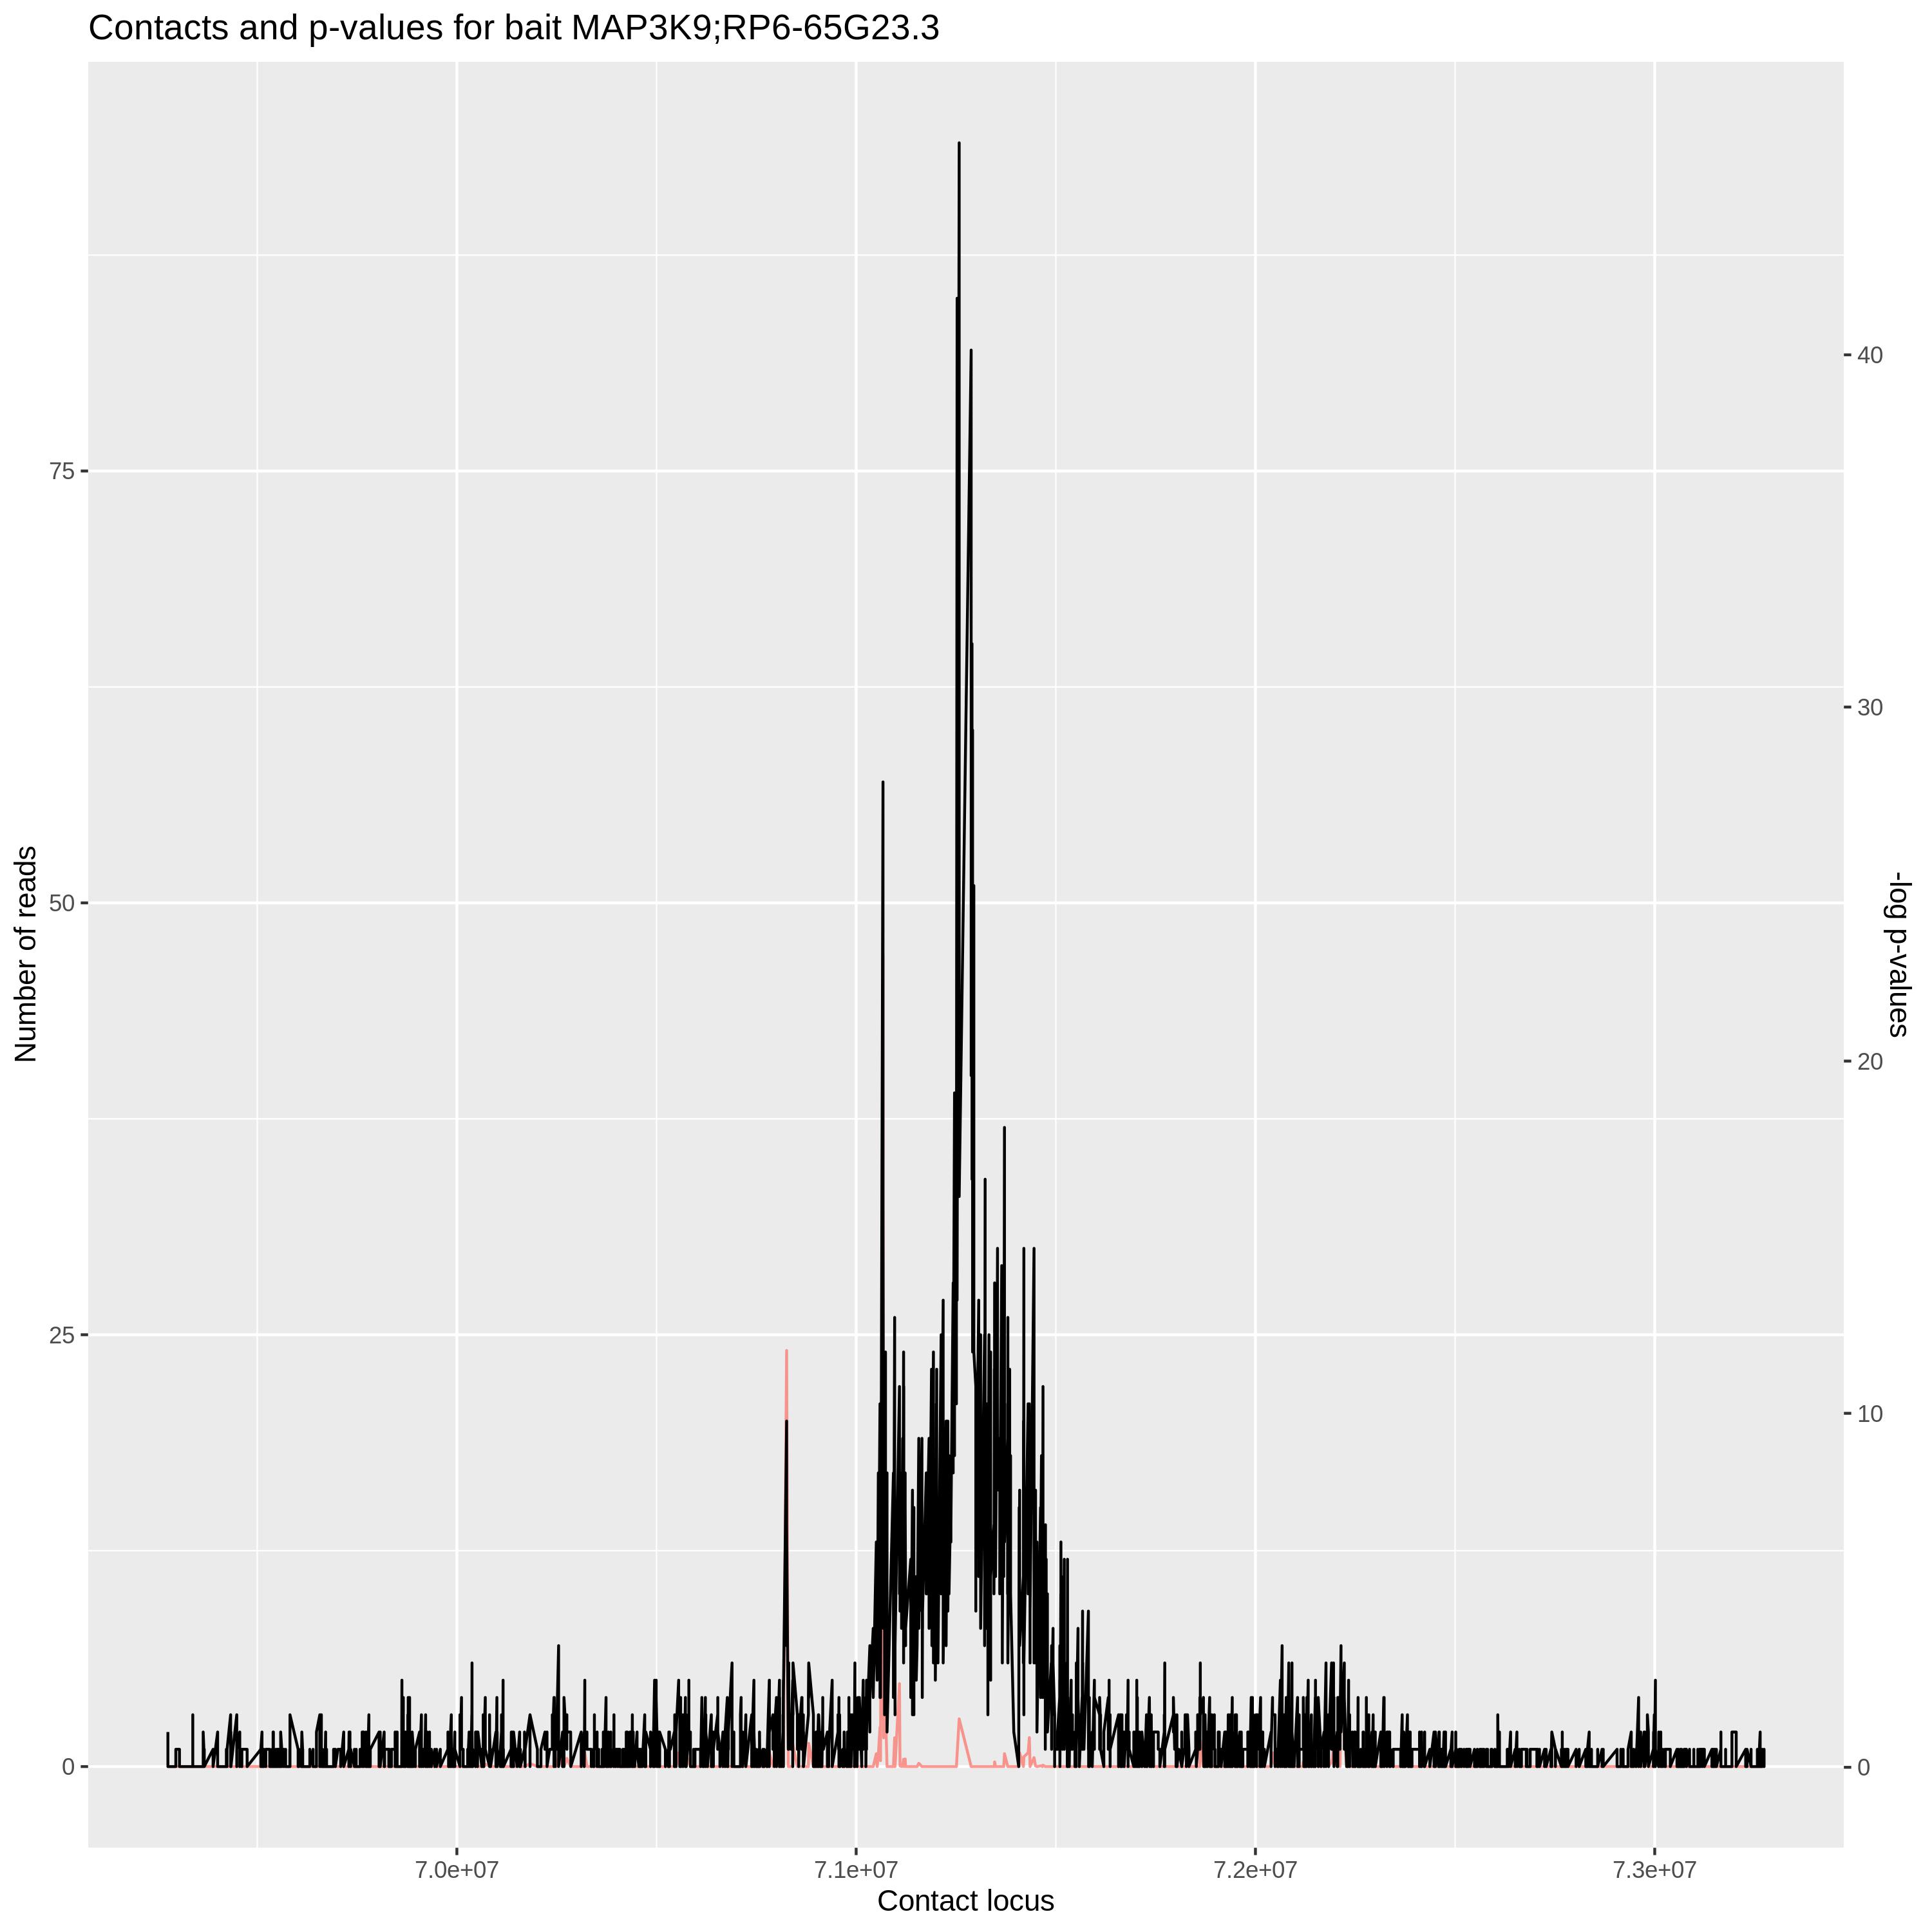 Contacts and p-values for bait MAP3K9;RP6-65G23.3
75
50
25
0
40
30
20
10
0
Number of reads
-log p-values
7.0e+07
7.1e+07
7.2e+07
7.3e+07
Contact locus